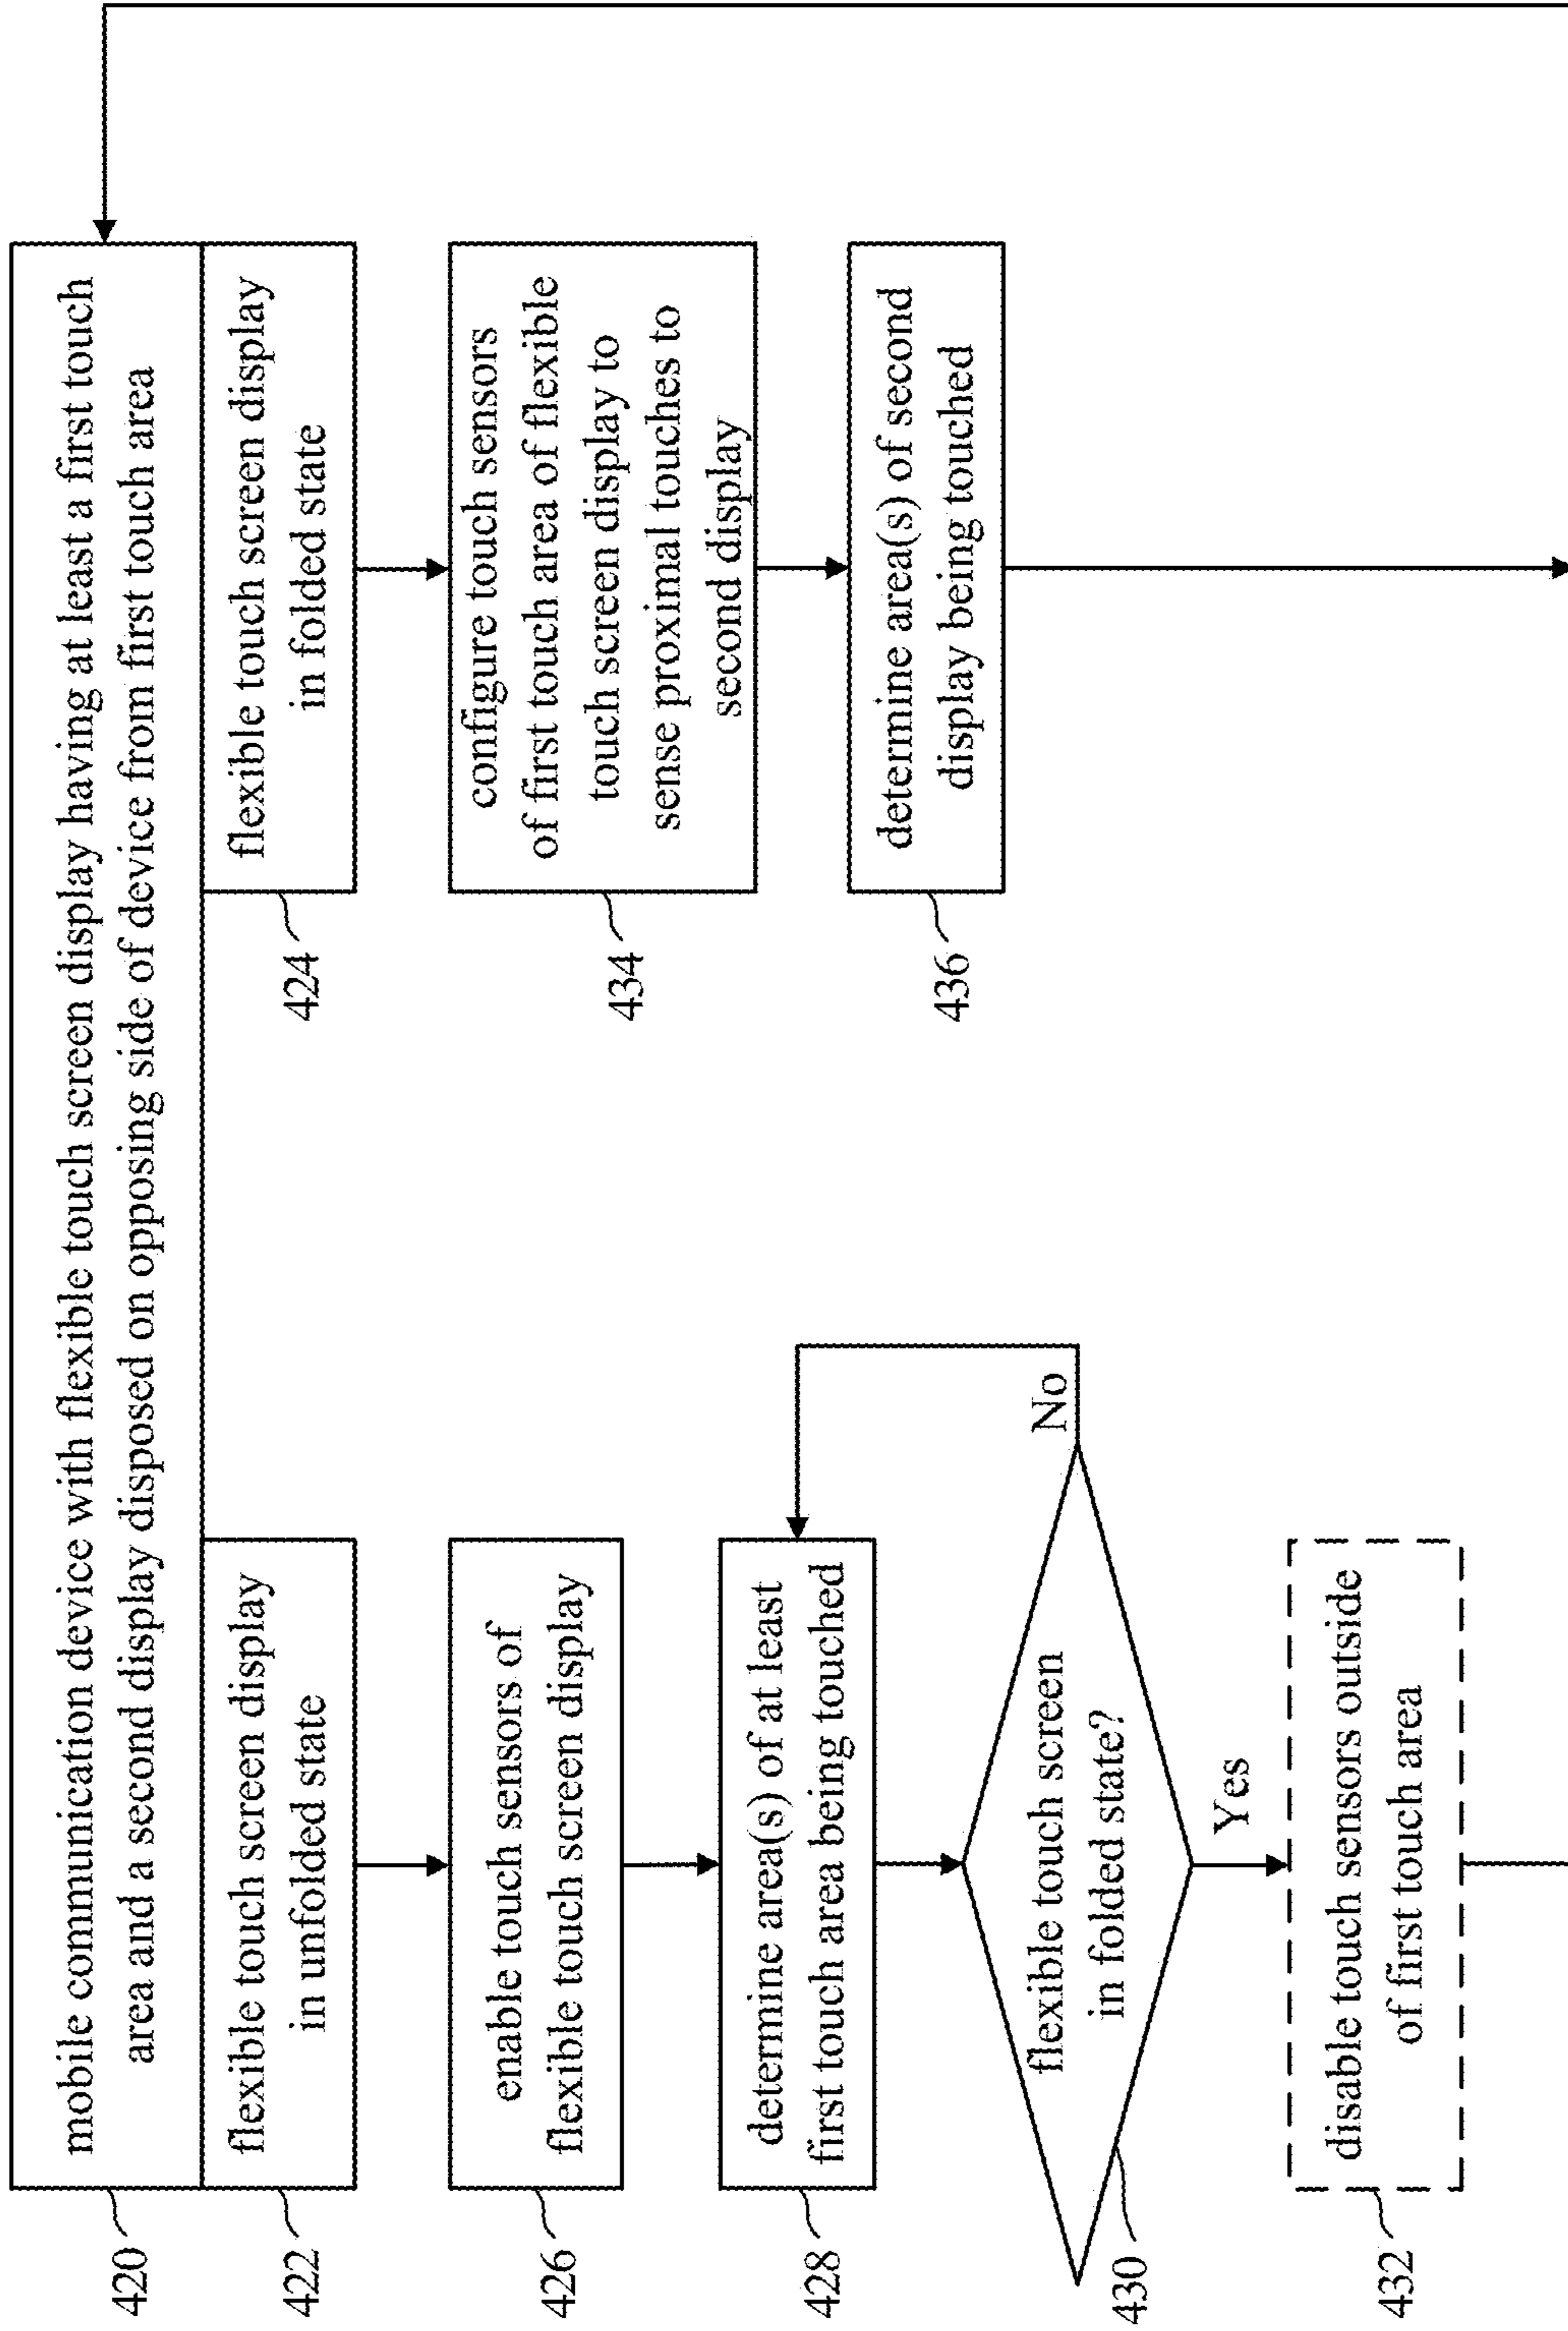 mobile communication device with flexible touch screen display having at least a first touch
area and a second display disposed on opposing side of device from first touch area
420
flexible touch screen display
in unfolded state
422
flexible touch screen display
in folded state
424
enable touch sensors of
flexible touch screen display
426
determine area(s) of at least
first touch area being touched
428
flexible touch screen
in folded state?
430
No
Yes
disable touch sensors outside
of first touch area
432
configure touch sensors
of first touch area of flexible
touch screen display to
sense proximal touches to
second display
434
determine area(s) of second
display being touched
436